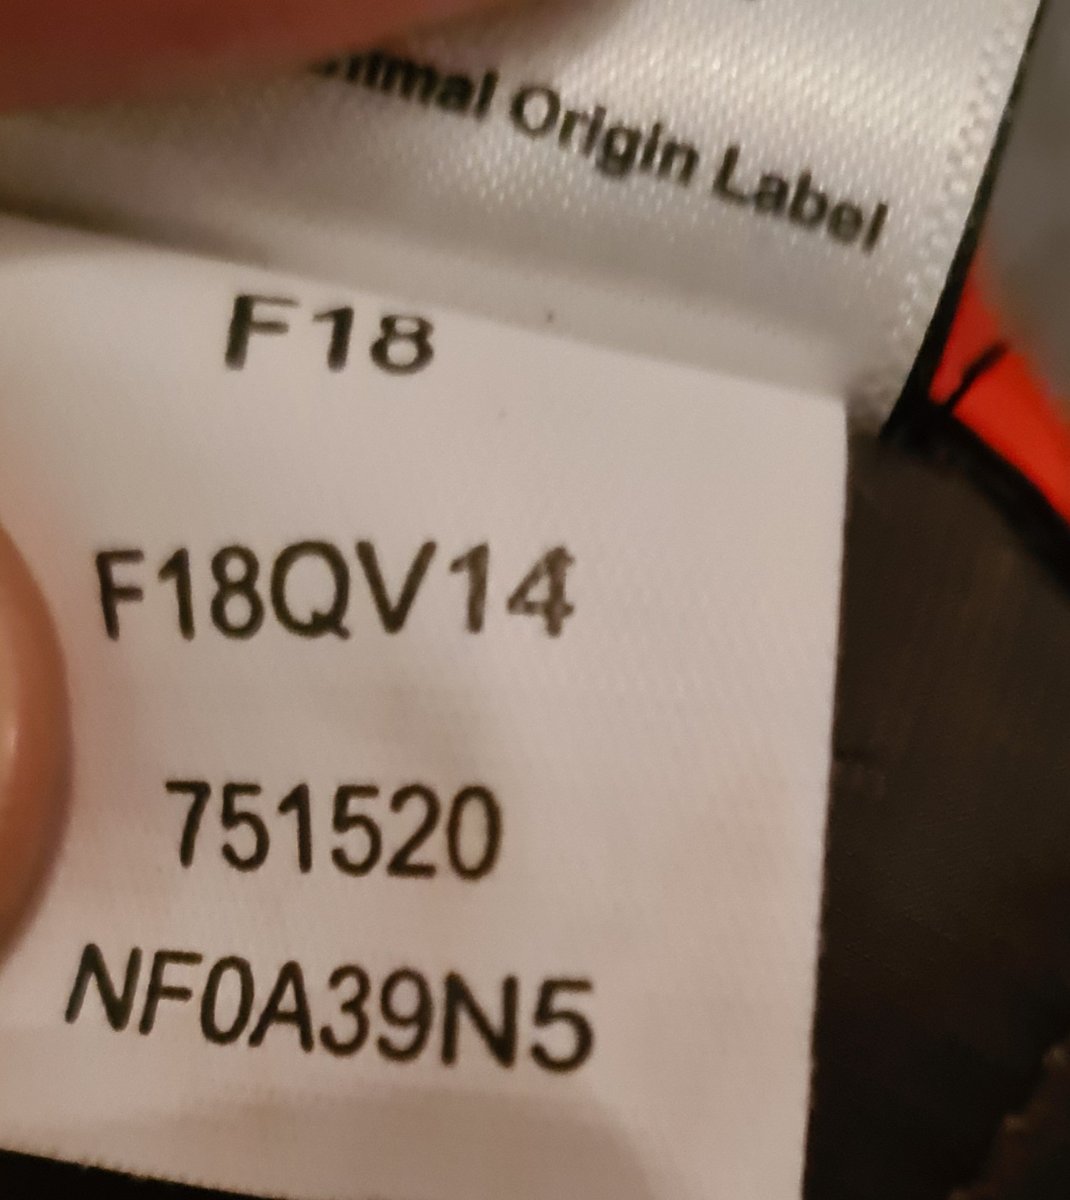 Origin Label
F18
F18QV14
751520
NF0A39N5